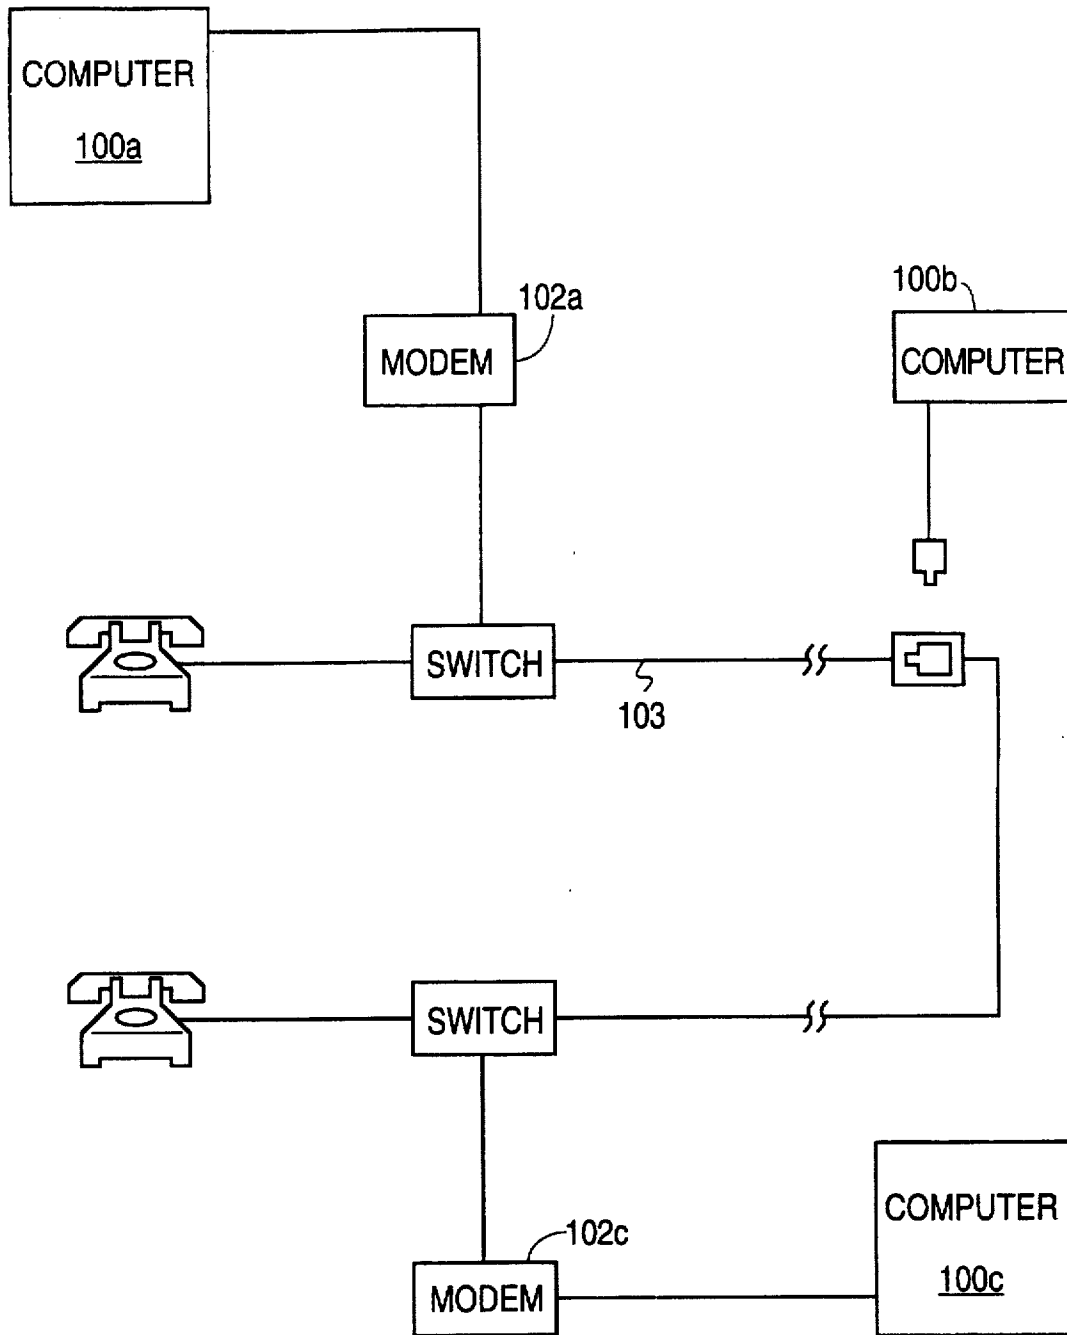 COMPUTER
100a
102a
MODEM
100b
COMPUTER
SWITCH
103
SWITCH
102c
MODEM
COMPUTER
100c